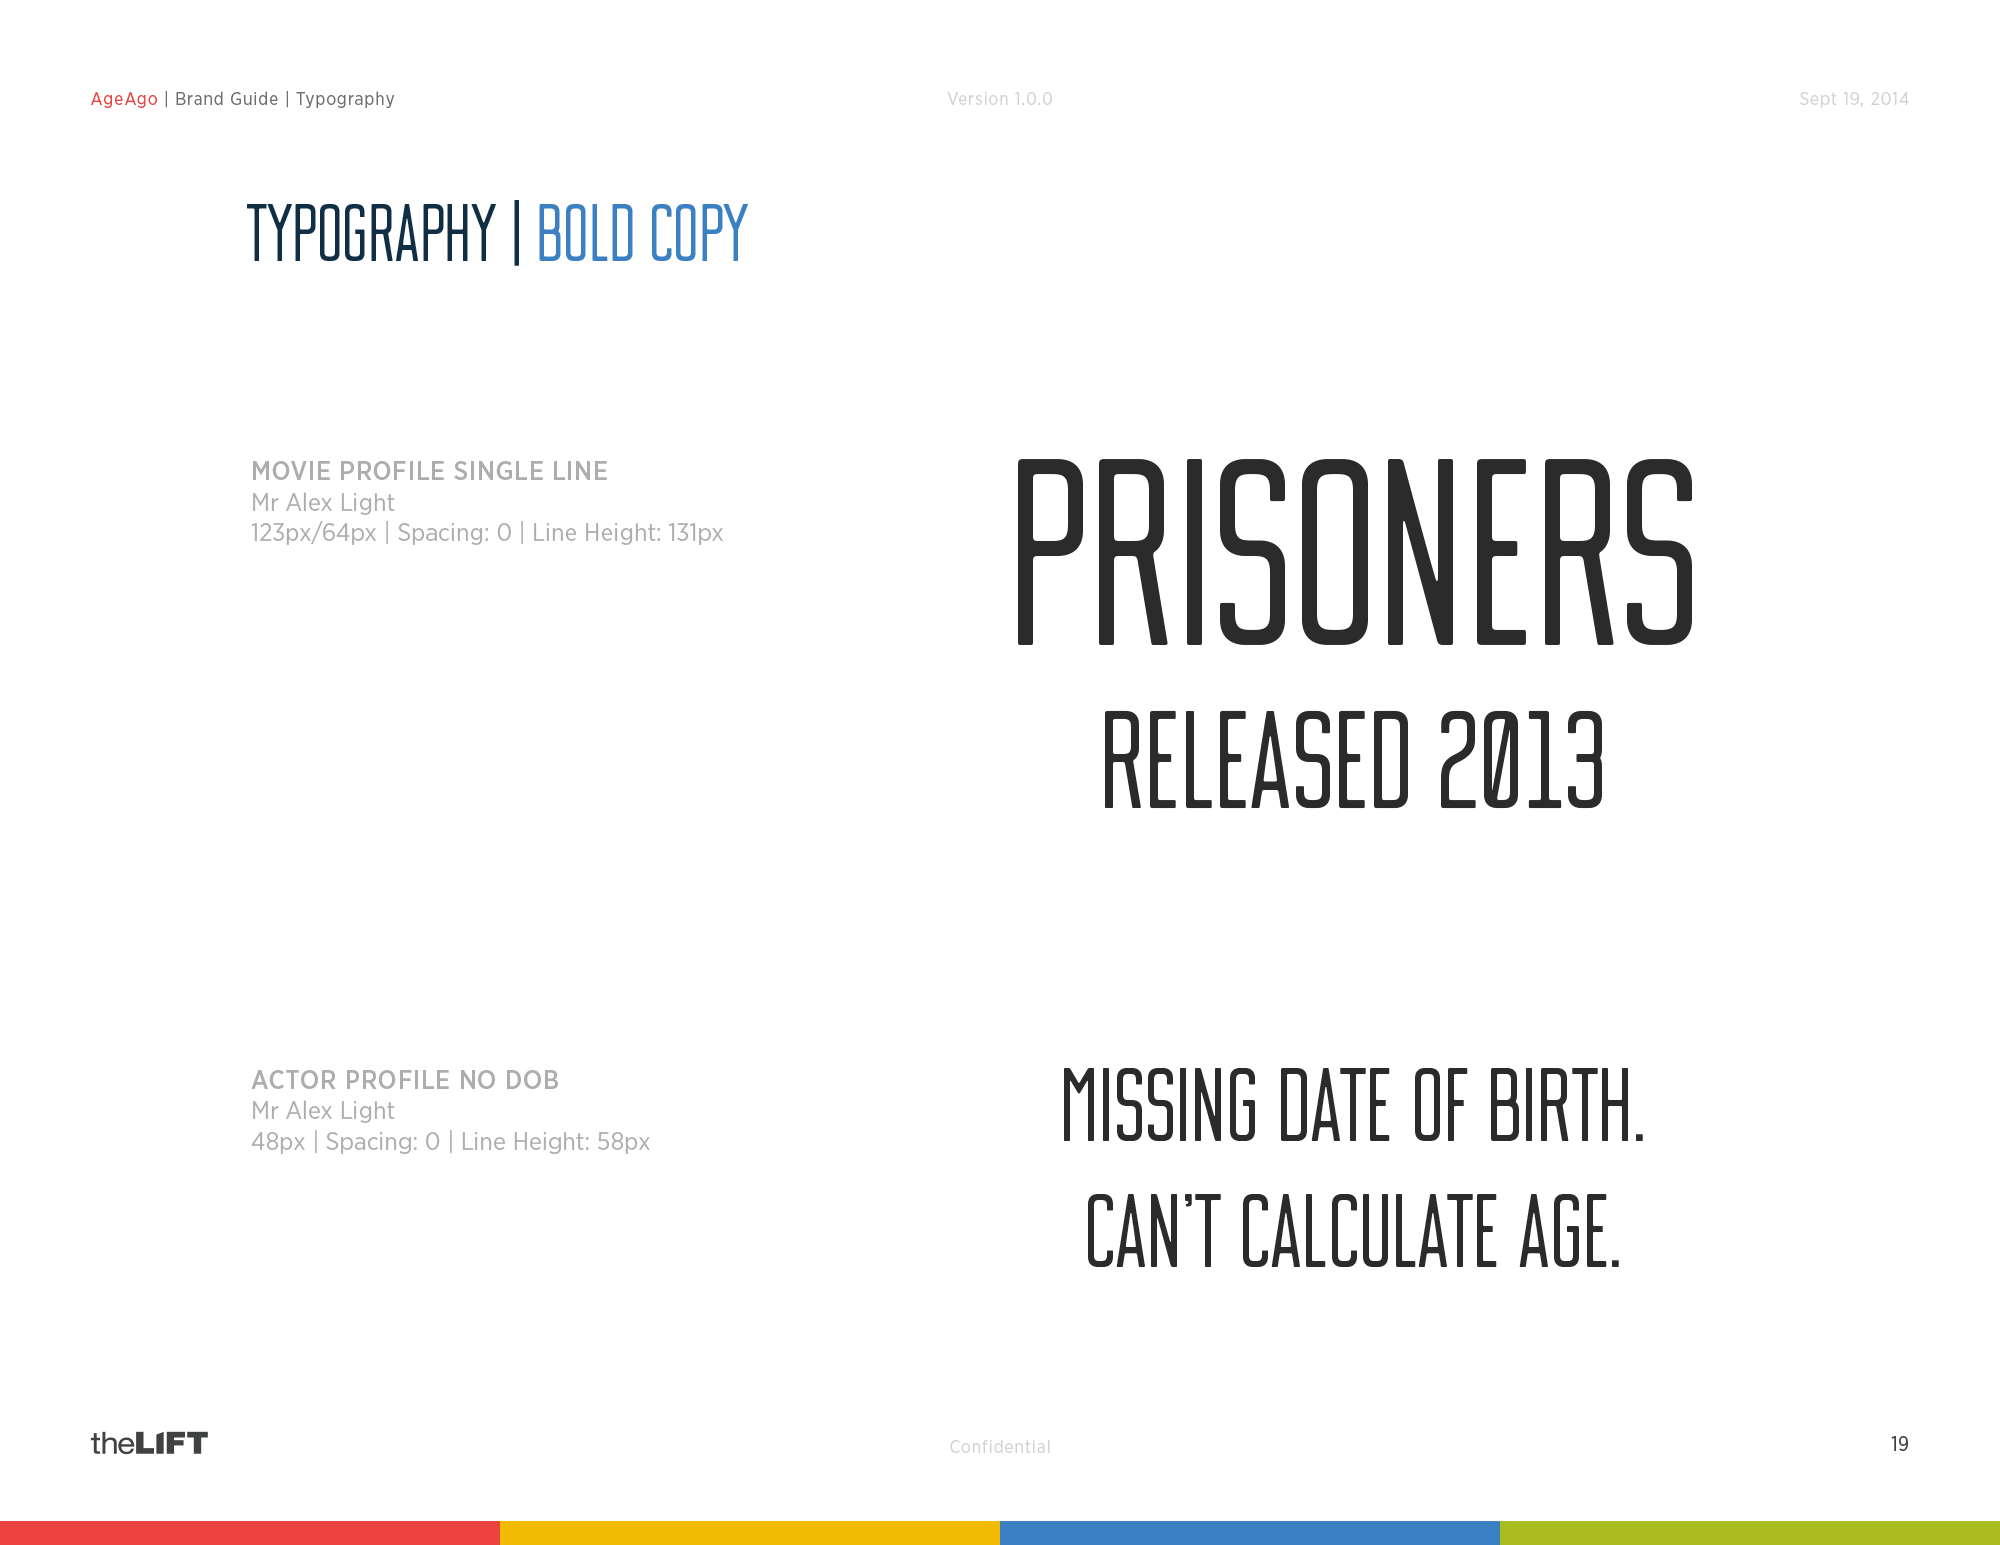 AgeAgo | Brand Guide | Typography
Version 1.0.0
Sept 19, 2014
TYPOGRAPHY | BOLD COPY
MOVIE PROFILE SINGLE LINE
Mr Alex Light
123px/64px | Spacing: 0 | Line Height: 131px
PRISONERS
RELEASED 2013
ACTOR PROFILE NO DOB
Mr Alex Light
48px | Spacing: 0 | Line Height: 58px
MISSING DATE OF BIRTH.
CAN’T CALCULATE AGE.
theLIFT
Confidential
19